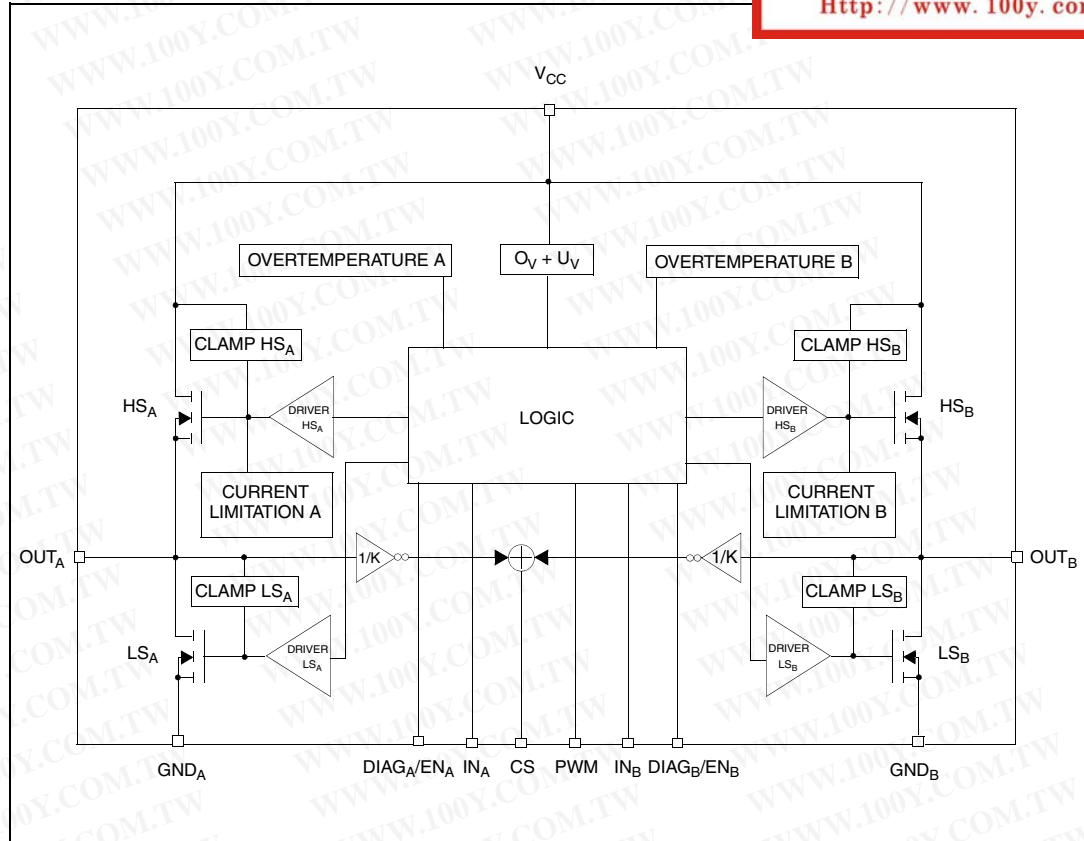 Http://www. 100y. com
VCC
OVERTEMPERATURE A
OV + UV
OVERTEMPERATURE B
CLAMP HSA
CLAMP HSB
HSA
DRIVER
HSA
LOGIC
DRIVER
HSB
HSB
CURRENT
LIMITATION A
CURRENT
LIMITATION B
OUTA
1/K
1/K
OUTB
CLAMP LSA
CLAMP LSB
LSA
DRIVER
LSA
DRIVER
LSB
LSB
GNDA
DIAGA/ENA
INA
CS
PWM
INB
DIAGB/ENB
GNDB
WWW.100Y.COM.TW